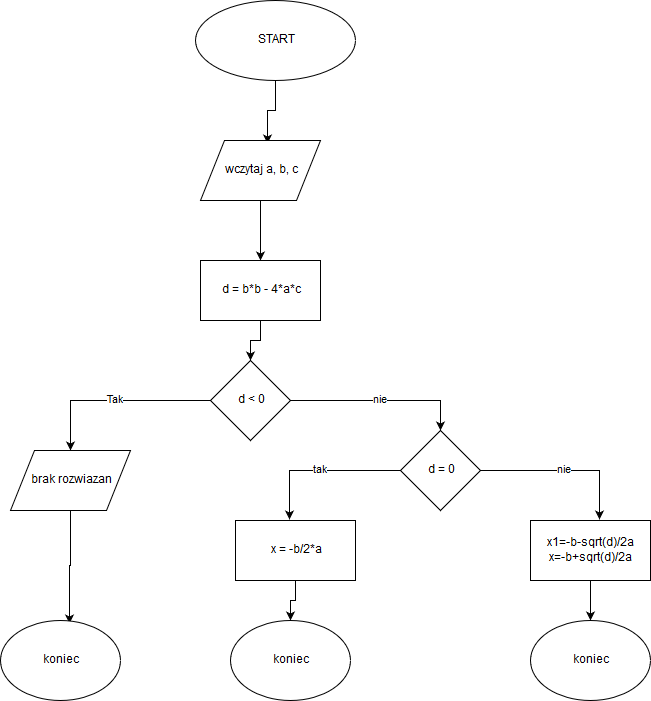 START
wczytaj a, b, c
d = b*b - 4*a*c
d < 0
Tak
nie
d = 0
brak rozwiazan
tak
nie
x = -b/2*a
x1=-b-sqrt(d)/2a
x=-b+sqrt(d)/2a
koniec
koniec
koniec